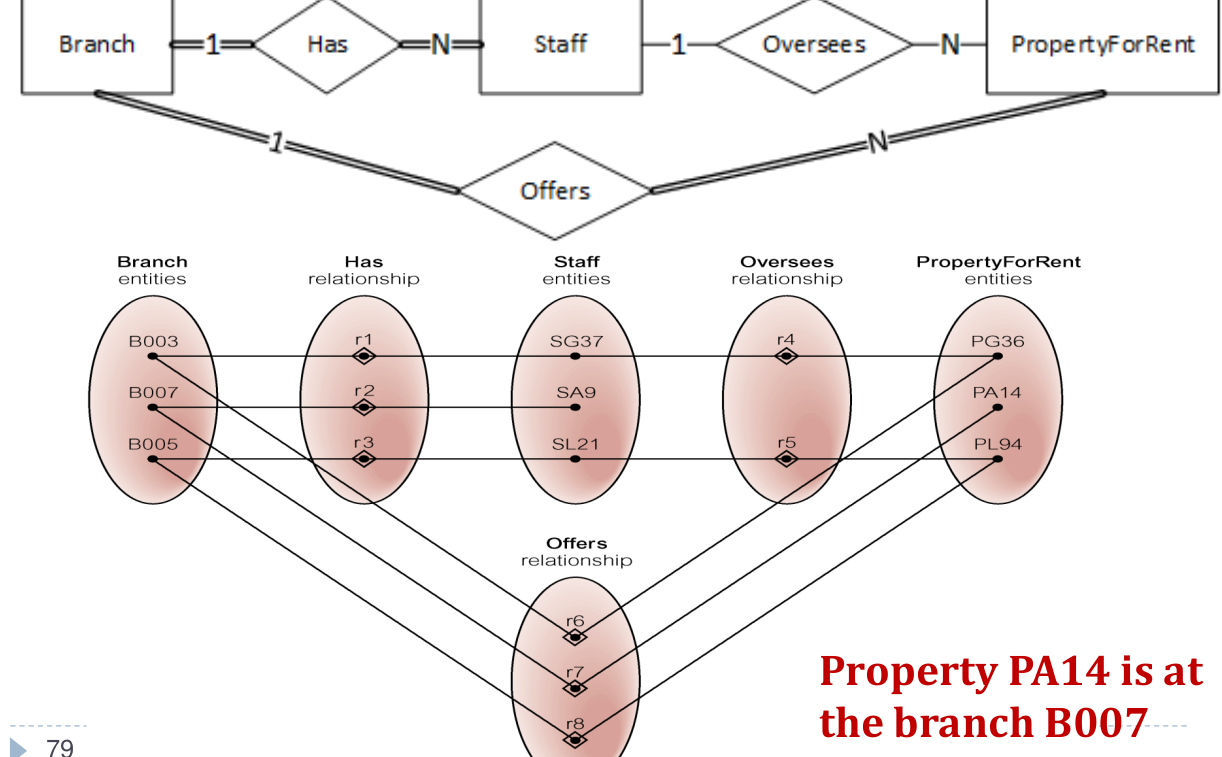 Branch 1 Has N Staff 1 Oversees N PropertyForRent
1 N
Offers
Branch Has Staff Oversees PropertyForRent
entities relationship entities relationship entities
B003 r1 SG37 r4 PG36
B007 r2 SA9 PA14
B005 r3 SL21 r5 PL94
Offers
relationship
r6
r7
r8
Property PA14 is at
the branch B007
79